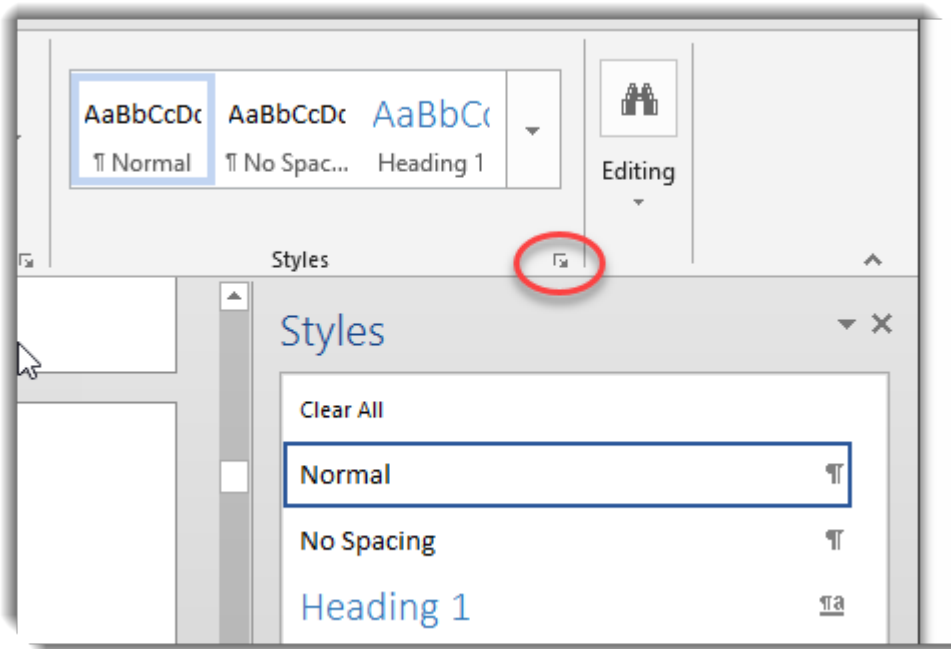 AaBbCcDc AaBbCcDc AaBbC
¶ Normal ¶ No Spac... Heading 1
Editing
Styles
Styles
Clear All
Normal ¶
No Spacing ¶
Heading 1 ¶a